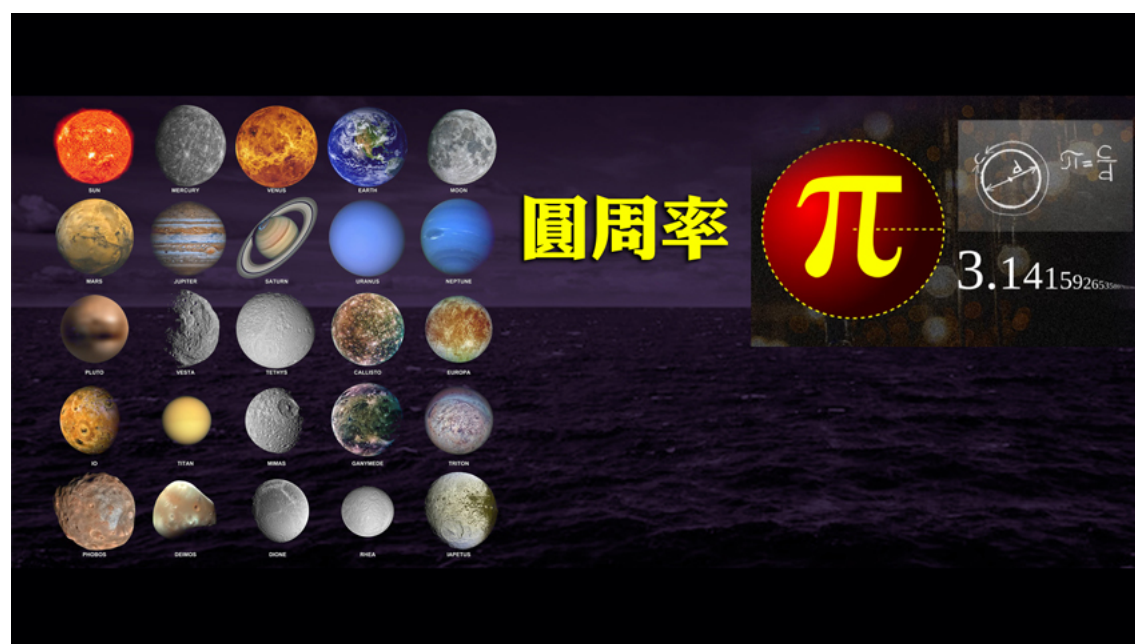 SUN
MERCURY
VENUS
EARTH
MOON
MARS
JUPITER
SATURN
URANUS
NEPTUNE
PLUTO
VESTA
TETHYS
CALLISTO
EUROPA
IO
TITAN
MIMAS
GANYMEDE
TRITON
PHOBOS
DEIMOS
DIONE
RHEA
IAPETUS
圓周率
π
C
d
π = C/d
3.1415926535